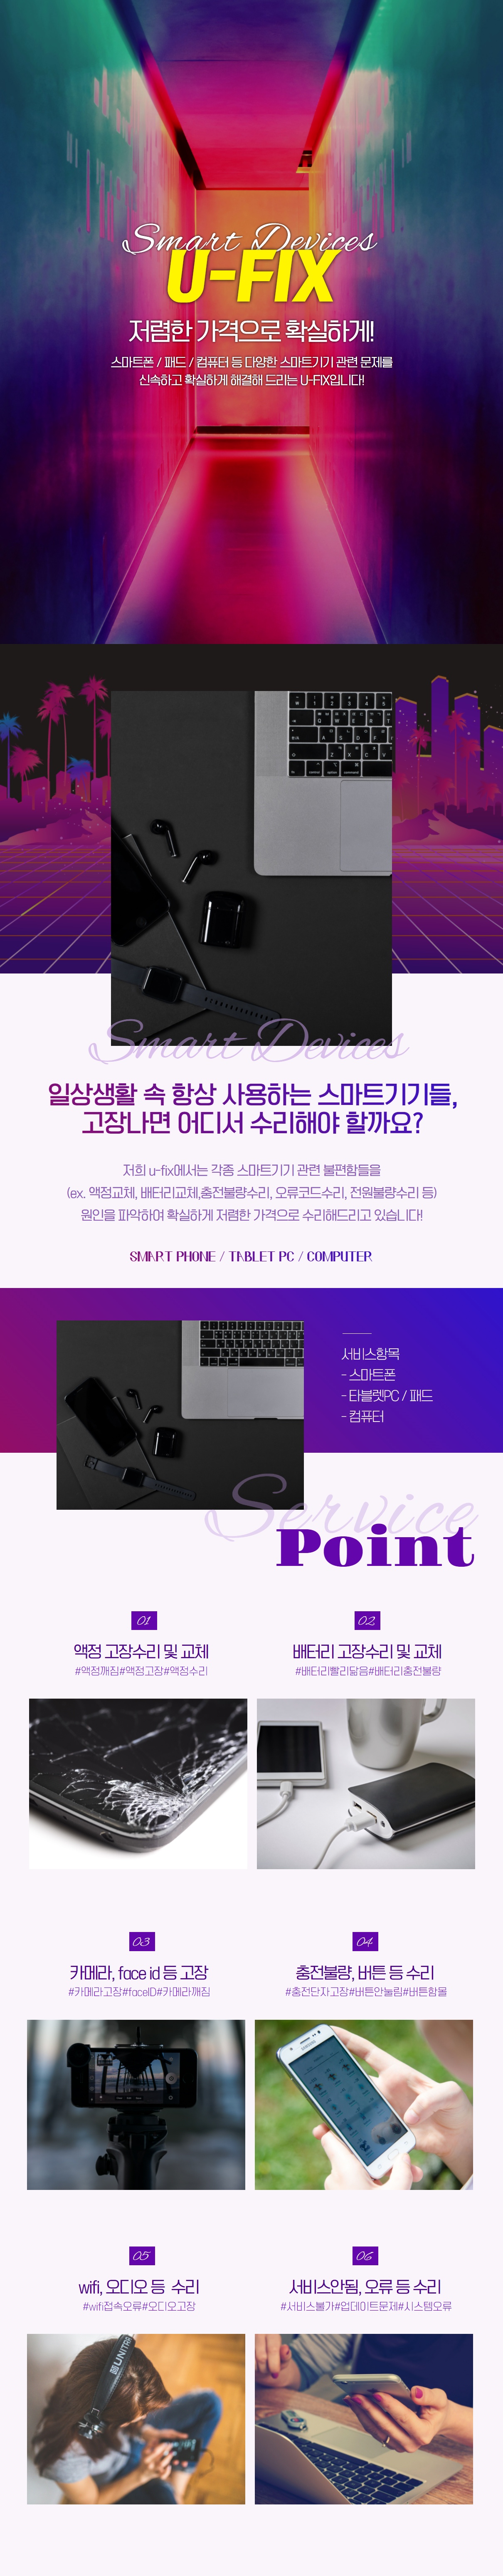 Smart Devices
U-FIX
저렴한 가격으로 확실하게!
스마트폰 / 패드 / 컴퓨터 등 다양한 스마트기기 관련 문제를
신속하고 확실하게 해결해 드리는 U-FIX입니다!
Smart Devices
일상생활 속 항상 사용하는 스마트기기들,
고장나면 어디서 수리해야 할까요?
저희 u-fix에서는 각종 스마트기기 관련 불편함들을
(ex. 액정교체, 배터리교체,충전불량수리, 오류코드수리, 전원불량수리 등)
원인을 파악하여 확실하게 저렴한 가격으로 수리해드리고 있습니다!
SMART PHONE / TABLET PC / COMPUTER
서비스항목
- 스마트폰
- 타블렛PC / 패드
- 컴퓨터
Service
Point
01
액정 고장수리 및 교체
#액정깨짐#액정고장#액정수리
02
배터리 고장수리 및 교체
#배터리빨리닳음#배터리충전불량
03
카메라, face id 등 고장
#카메라고장#faceID#카메라깨짐
04
충전불량, 버튼 등 수리
#충전단자고장#버튼안눌림#버튼함몰
05
wifi, 오디오 등 수리
#wifi접속오류#오디오고장
06
서비스안됨, 오류 등 수리
#서비스불가#업데이트문제#시스템오류